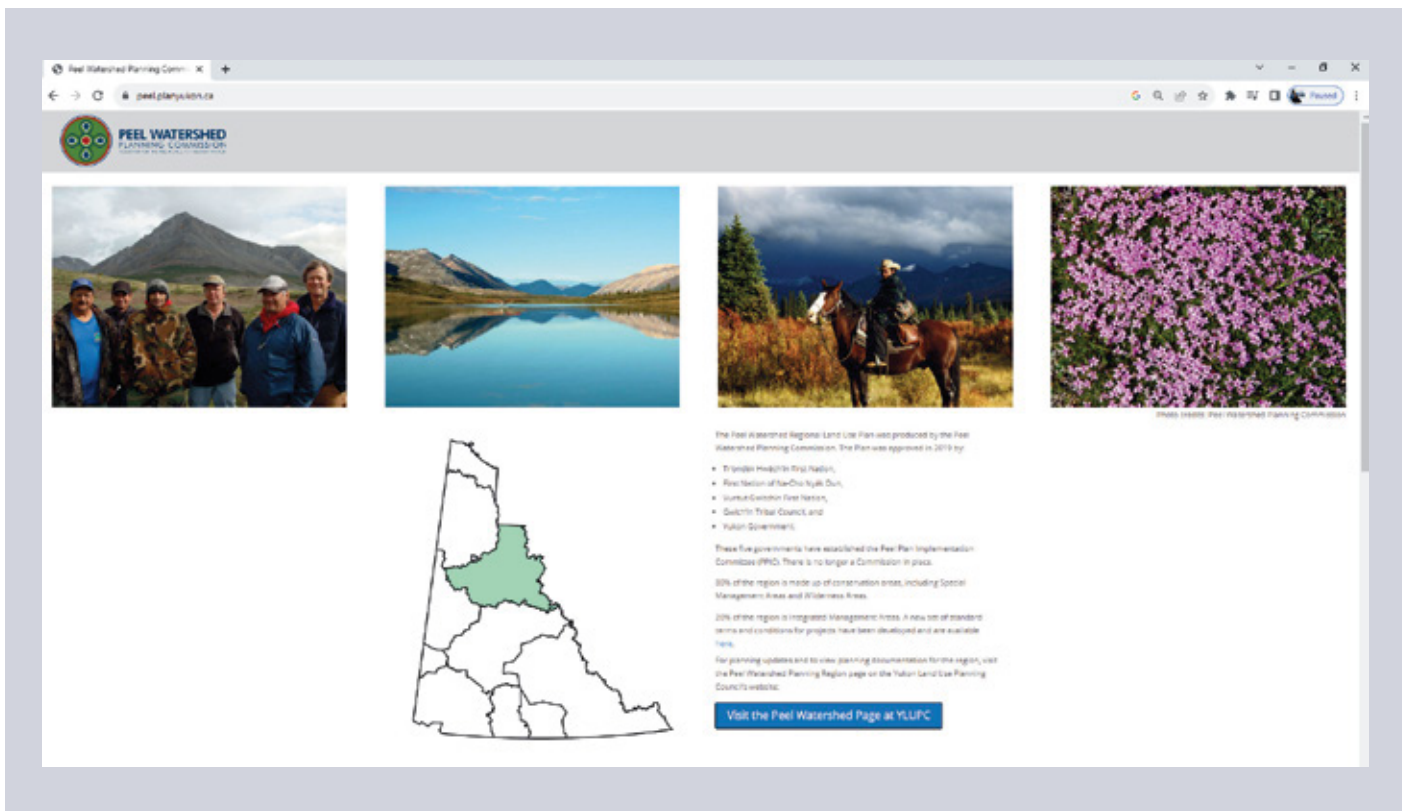 Peel Watershed Planning Commi
peel.planyukon.ca
Paused
PEEL WATERSHED
PLANNING COMMISSION
Photo credits: Peel Watershed Planning Commission
The Peel Watershed Regional Land Use Plan was produced by the Peel
Watershed Planning Commission. The Plan was approved in 2019 by:
Tr'ondëk Hwëch'in First Nation,
First Nation of Na-Cho Nyäk Dun,
Vuntut Gwitchin First Nation,
Gwich'in Tribal Council, and
Yukon Government.
These five governments have established the Peel Plan Implementation
Committee (PPIC). There is no longer a Commission in place.
80% of the region is made up of conservation areas, including Special
Management Areas and Wilderness Areas.
20% of the region is Integrated Management Areas. A new set of standard
terms and conditions for projects have been developed and are available
here.
For planning updates and to view planning documentation for the region, visit
the Peel Watershed Planning Region page on the Yukon Land Use Planning
Council's website:
Visit the Peel Watershed Page at YLUPC